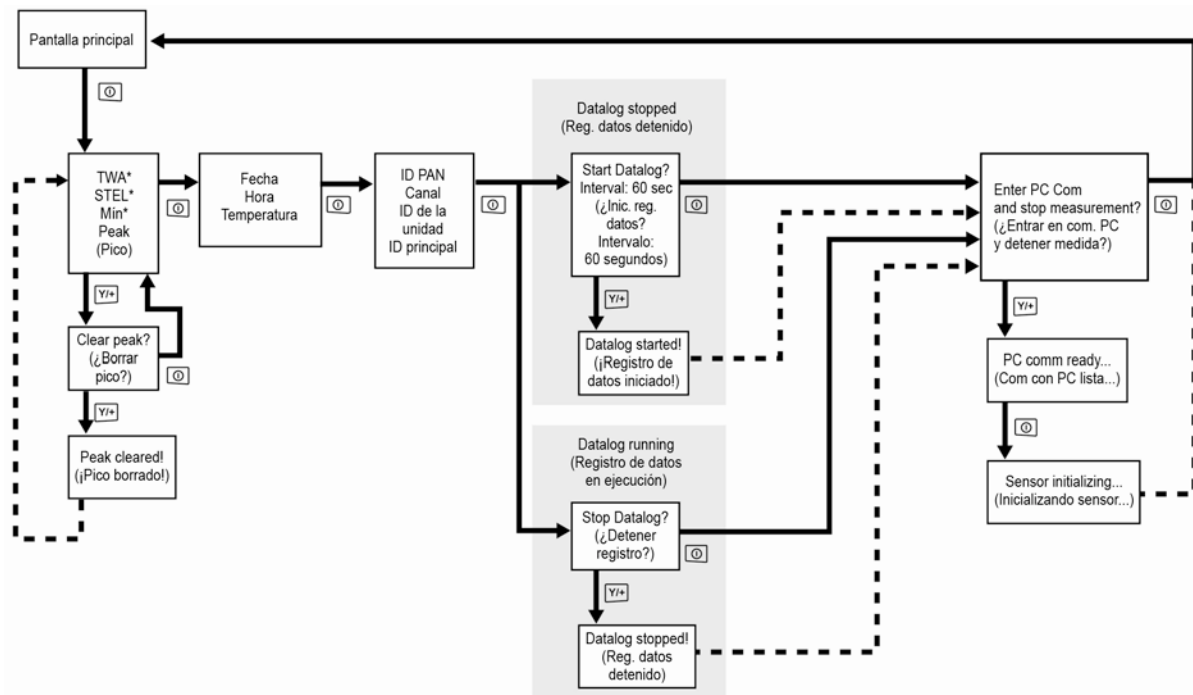 Pantalla principal
TWA*
STEL*
Min*
Peak
(Pico)
Y/+
Clear peak?
(¿Borrar
pico?)
Y/+
Peak cleared!
(¡Pico borrado!)
Fecha
Hora
Temperatura
ID PAN
Canal
ID de la
unidad
ID principal
Datalog stopped
(Reg. datos detenido)
Start Datalog?
Interval: 60 sec
(¿Inic. reg.
datos?
Intervalo:
60 segundos)
Y/+
Datalog started!
(¡Registro de
datos iniciado!)
Datalog running
(Registro de datos
en ejecución)
Stop Datalog?
(¿Detener
registro?)
Y/+
Datalog stopped!
(Reg. datos
detenido)
Enter PC Com
and stop measurement?
(¿Entrar en com. PC
y detener medida?)
Y/+
PC comm ready...
(Com con PC lista...)
Sensor initializing...
(Inicializando sensor...)